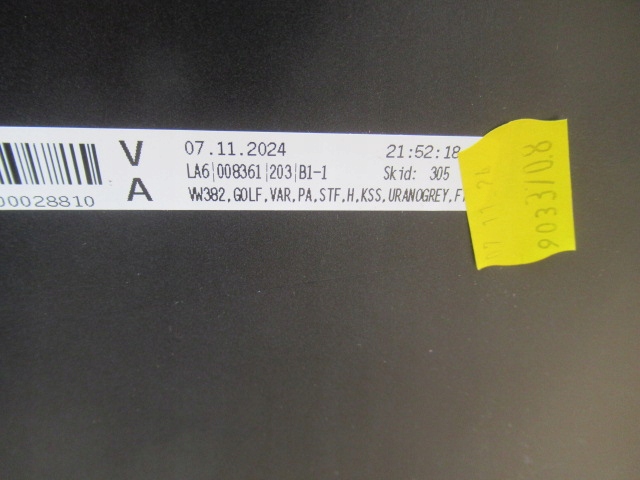 V
A
07.11.2024 21:52:18
LA6|008361|203|B1-1 Skid: 305
VW382,GOLF,VAR,PA,STF,H,KSS,URANOGREY,F
00028810
9033708